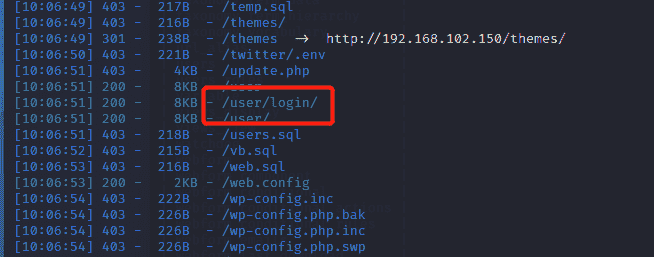 [10:06:49] 403 - 217B - /temp.sql
[10:06:49] 403 - 216B - /themes/
[10:06:49] 301 - 238B - /themes → http://192.168.102.150/themes/
[10:06:50] 403 - 221B - /twitter/.env
[10:06:51] 403 - 4KB - /update.php
[10:06:51] 200 - 8KB - /user
[10:06:51] 200 - 8KB - /user/login/
[10:06:51] 200 - 8KB - /user/
[10:06:51] 403 - 218B - /users.sql
[10:06:52] 403 - 215B - /vb.sql
[10:06:53] 403 - 216B - /web.sql
[10:06:53] 200 - 2KB - /web.config
[10:06:54] 403 - 222B - /wp-config.inc
[10:06:54] 403 - 226B - /wp-config.php.bak
[10:06:54] 403 - 226B - /wp-config.php.inc
[10:06:54] 403 - 226B - /wp-config.php.swp